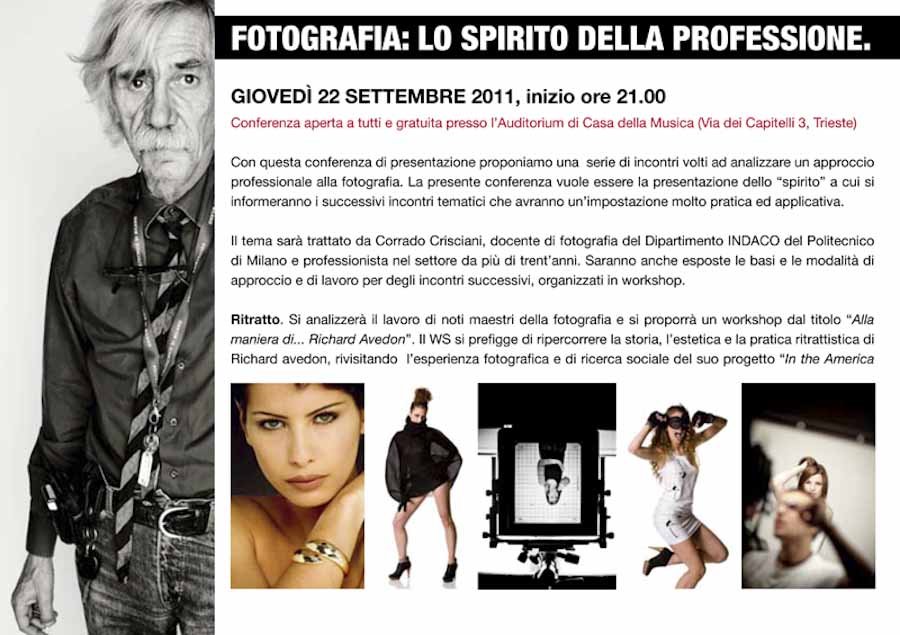 FOTOGRAFIA: LO SPIRITO DELLA PROFESSIONE.
GIOVEDÌ 22 SETTEMBRE 2011, inizio ore 21.00
Conferenza aperta a tutti e gratuita presso l'Auditorium di Casa della Musica (Via dei Capitelli 3, Trieste)
Con questa conferenza di presentazione proponiamo una serie di incontri volti ad analizzare un approccio
professionale alla fotografia. La presente conferenza vuole essere la presentazione dello "spirito" a cui si
informeranno i successivi incontri tematici che avranno un'impostazione molto pratica ed applicativa.
Il tema sarà trattato da Corrado Crisciani, docente di fotografia del Dipartimento INDACO del Politecnico
di Milano e professionista nel settore da più di trent'anni. Saranno anche esposte le basi e le modalità di
approccio e di lavoro per degli incontri successivi, organizzati in workshop.
Ritratto. Si analizzerà il lavoro di noti maestri della fotografia e si proporrà un workshop dal titolo "Alla
maniera di... Richard Avedon". Il WS si prefigge di ripercorrere la storia, l'estetica e la pratica ritrattistica di
Richard avedon, rivisitando l'esperienza fotografica e di ricerca sociale del suo progetto "In the America